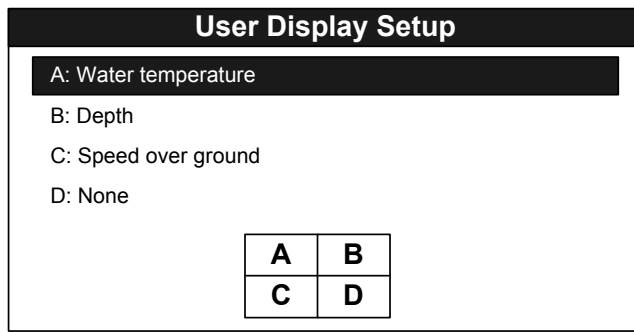 User Display Setup
A: Water temperature
B: Depth
C: Speed over ground
D: None
A B
C D